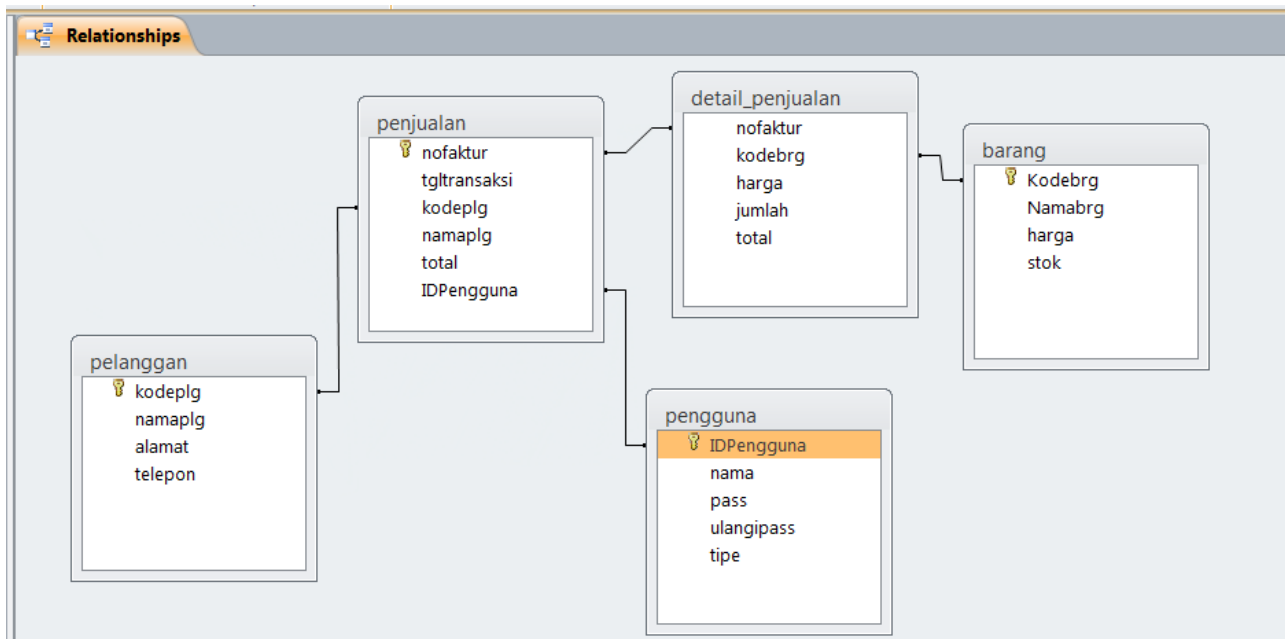 Relationships
penjualan
nofaktur
tgltransaksi
kodeplg
namaplg
total
IDPengguna
detail_penjualan
nofaktur
kodebrg
harga
jumlah
total
barang
Kodebrg
Namabrg
harga
stok
pelanggan
kodeplg
namaplg
alamat
telepon
pengguna
IDPengguna
nama
pass
ulangipass
tipe